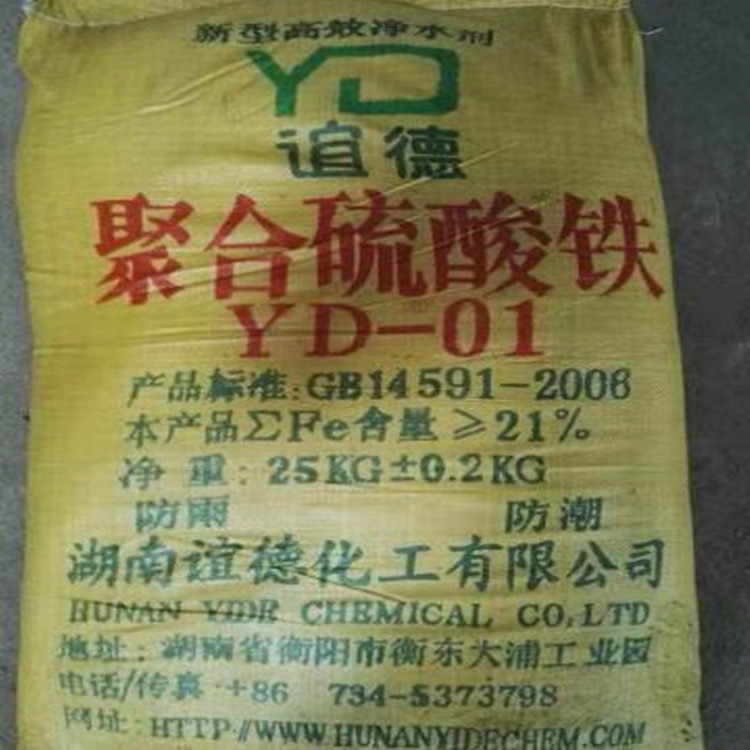 新型高效净水剂
YD
谊德
聚合硫酸铁
YD-01
产品标准:GB14591-2006
本产品ΣFe含量≥21%
净 重: 25KG±0.2KG
防雨 防潮
湖南谊德化工有限公司
HUNAN YIDE CHEMICAL CO,LTD
地址:湖南省衡阳市衡东大浦工业园
电话/传真 +86 734-5373798
网址:HTTP://WWW.HUNANYIDECHEM.COM